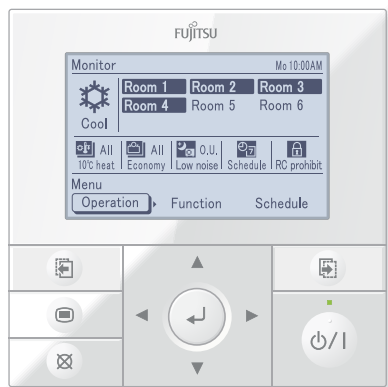 FUJITSU
Monitor Mo 10:00AM
Room 1 Room 2 Room 3
Room 4 Room 5 Room 6
Cool
All All O.U.
10℃ heat Economy Low noise Schedule RC prohibit
Menu
Operation Function Schedule